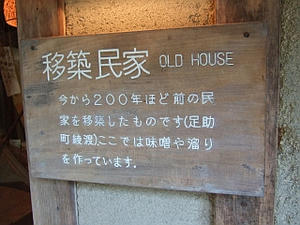 移築民家 OLD HOUSE
今から200年ほど前の民
家を移築したものです(足助
町綾渡)ここでは味噌や溜り
を作っています。